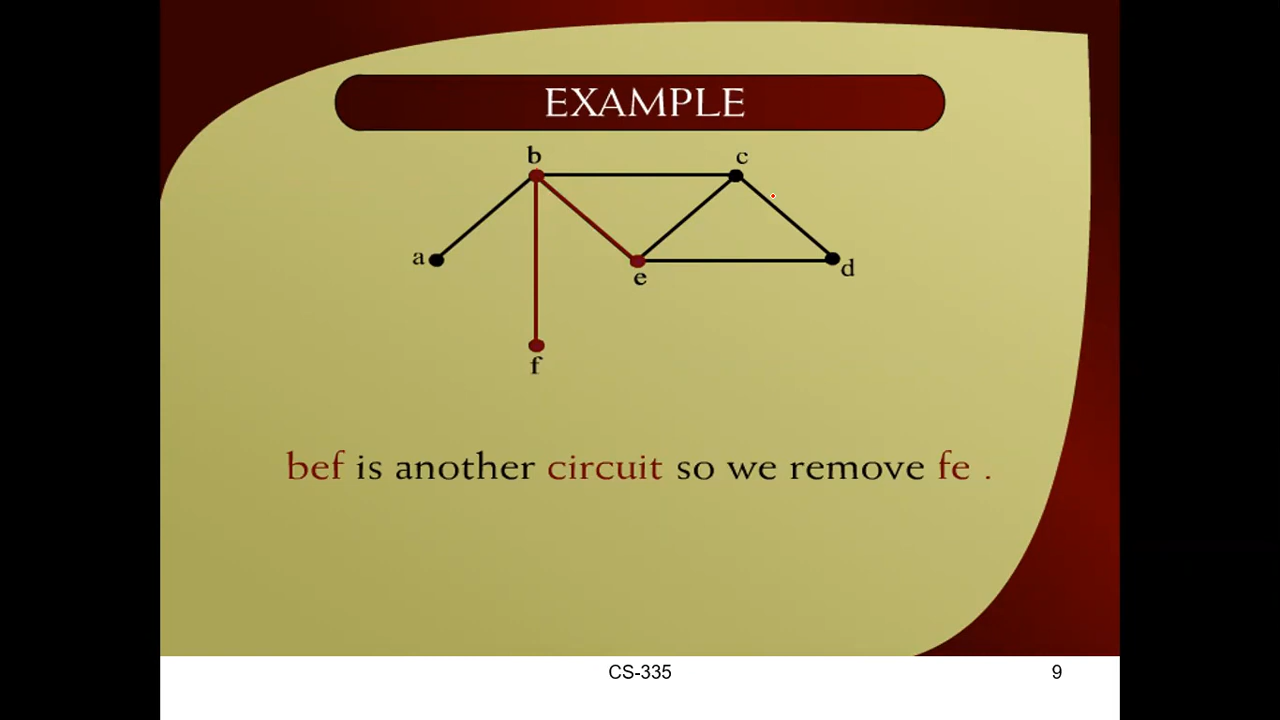 EXAMPLE
b
c
a
e
d
f
bef is another circuit so we remove fe .
CS-335
9